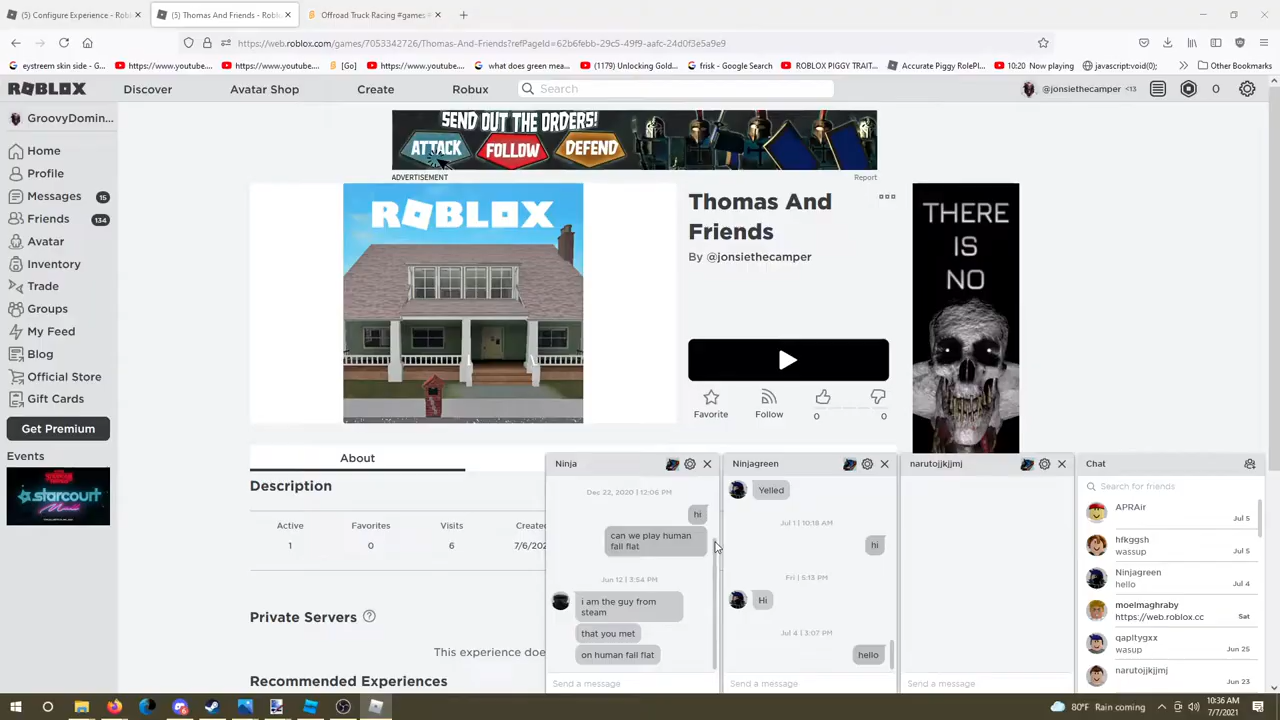 (5) Configure Experience - Rob
(5) Thomas And Friends - Roblo
Offroad Truck Racing #games #
https://web.roblox.com/games/7053342726/Thomas-And-Friends?refPageId=62b6febb-29c5-49f9-aafc-24d0f3e5a9e9
eystreem skin side - G...
https://www.youtube....
https://www.youtube....
[Go]
https://www.youtube....
what does green mea...
(1179) Unlocking Gold...
frisk - Google Search
ROBLOX PIGGY TRAIT...
Accurate Piggy RolePl...
10:20 Now playing
javascript:void(0);
Other Bookmarks
ROBLOX
Discover
Avatar Shop
Create
Robux
Search
@jonsiethecamper <13
0
GroovyDomin...
Home
Profile
Messages 15
Friends 134
Avatar
Inventory
Trade
Groups
My Feed
Blog
Official Store
Gift Cards
Get Premium
Events
starcourt
SEND OUT THE ORDERS!
ATTACK
FOLLOW
DEFEND
ADVERTISEMENT
Report
ROBLOX
Thomas And
Friends
By @jonsiethecamper
Favorite
Follow
0
0
THERE
IS
NO
About
Description
Active
Favorites
Visits
Create
1
0
6
7/6/202
Private Servers
This experience doe
Recommended Experiences
Ninja
Dec 22, 2020 | 12:06 PM
hi
can we play human
fall flat
Jun 12 | 3:54 PM
i am the guy from
steam
that you met
on human fall flat
Send a message
Ninjagreen
Yelled
Jul 1 | 10:18 AM
hi
Fri | 5:13 PM
Hi
Jul 4 | 3:07 PM
hello
Send a message
narutojjkjjmj
Send a message
Chat
Search for friends
APRAir
Jul 5
hfkggsh
wassup
Jul 5
Ninjagreen
hello
Jul 4
moelmaghraby
https://web.roblox.cc
Sat
qapltygxx
wasup
Jun 25
narutojjkjjmj
Jun 23
80°F Rain coming
10:36 AM
7/7/2021